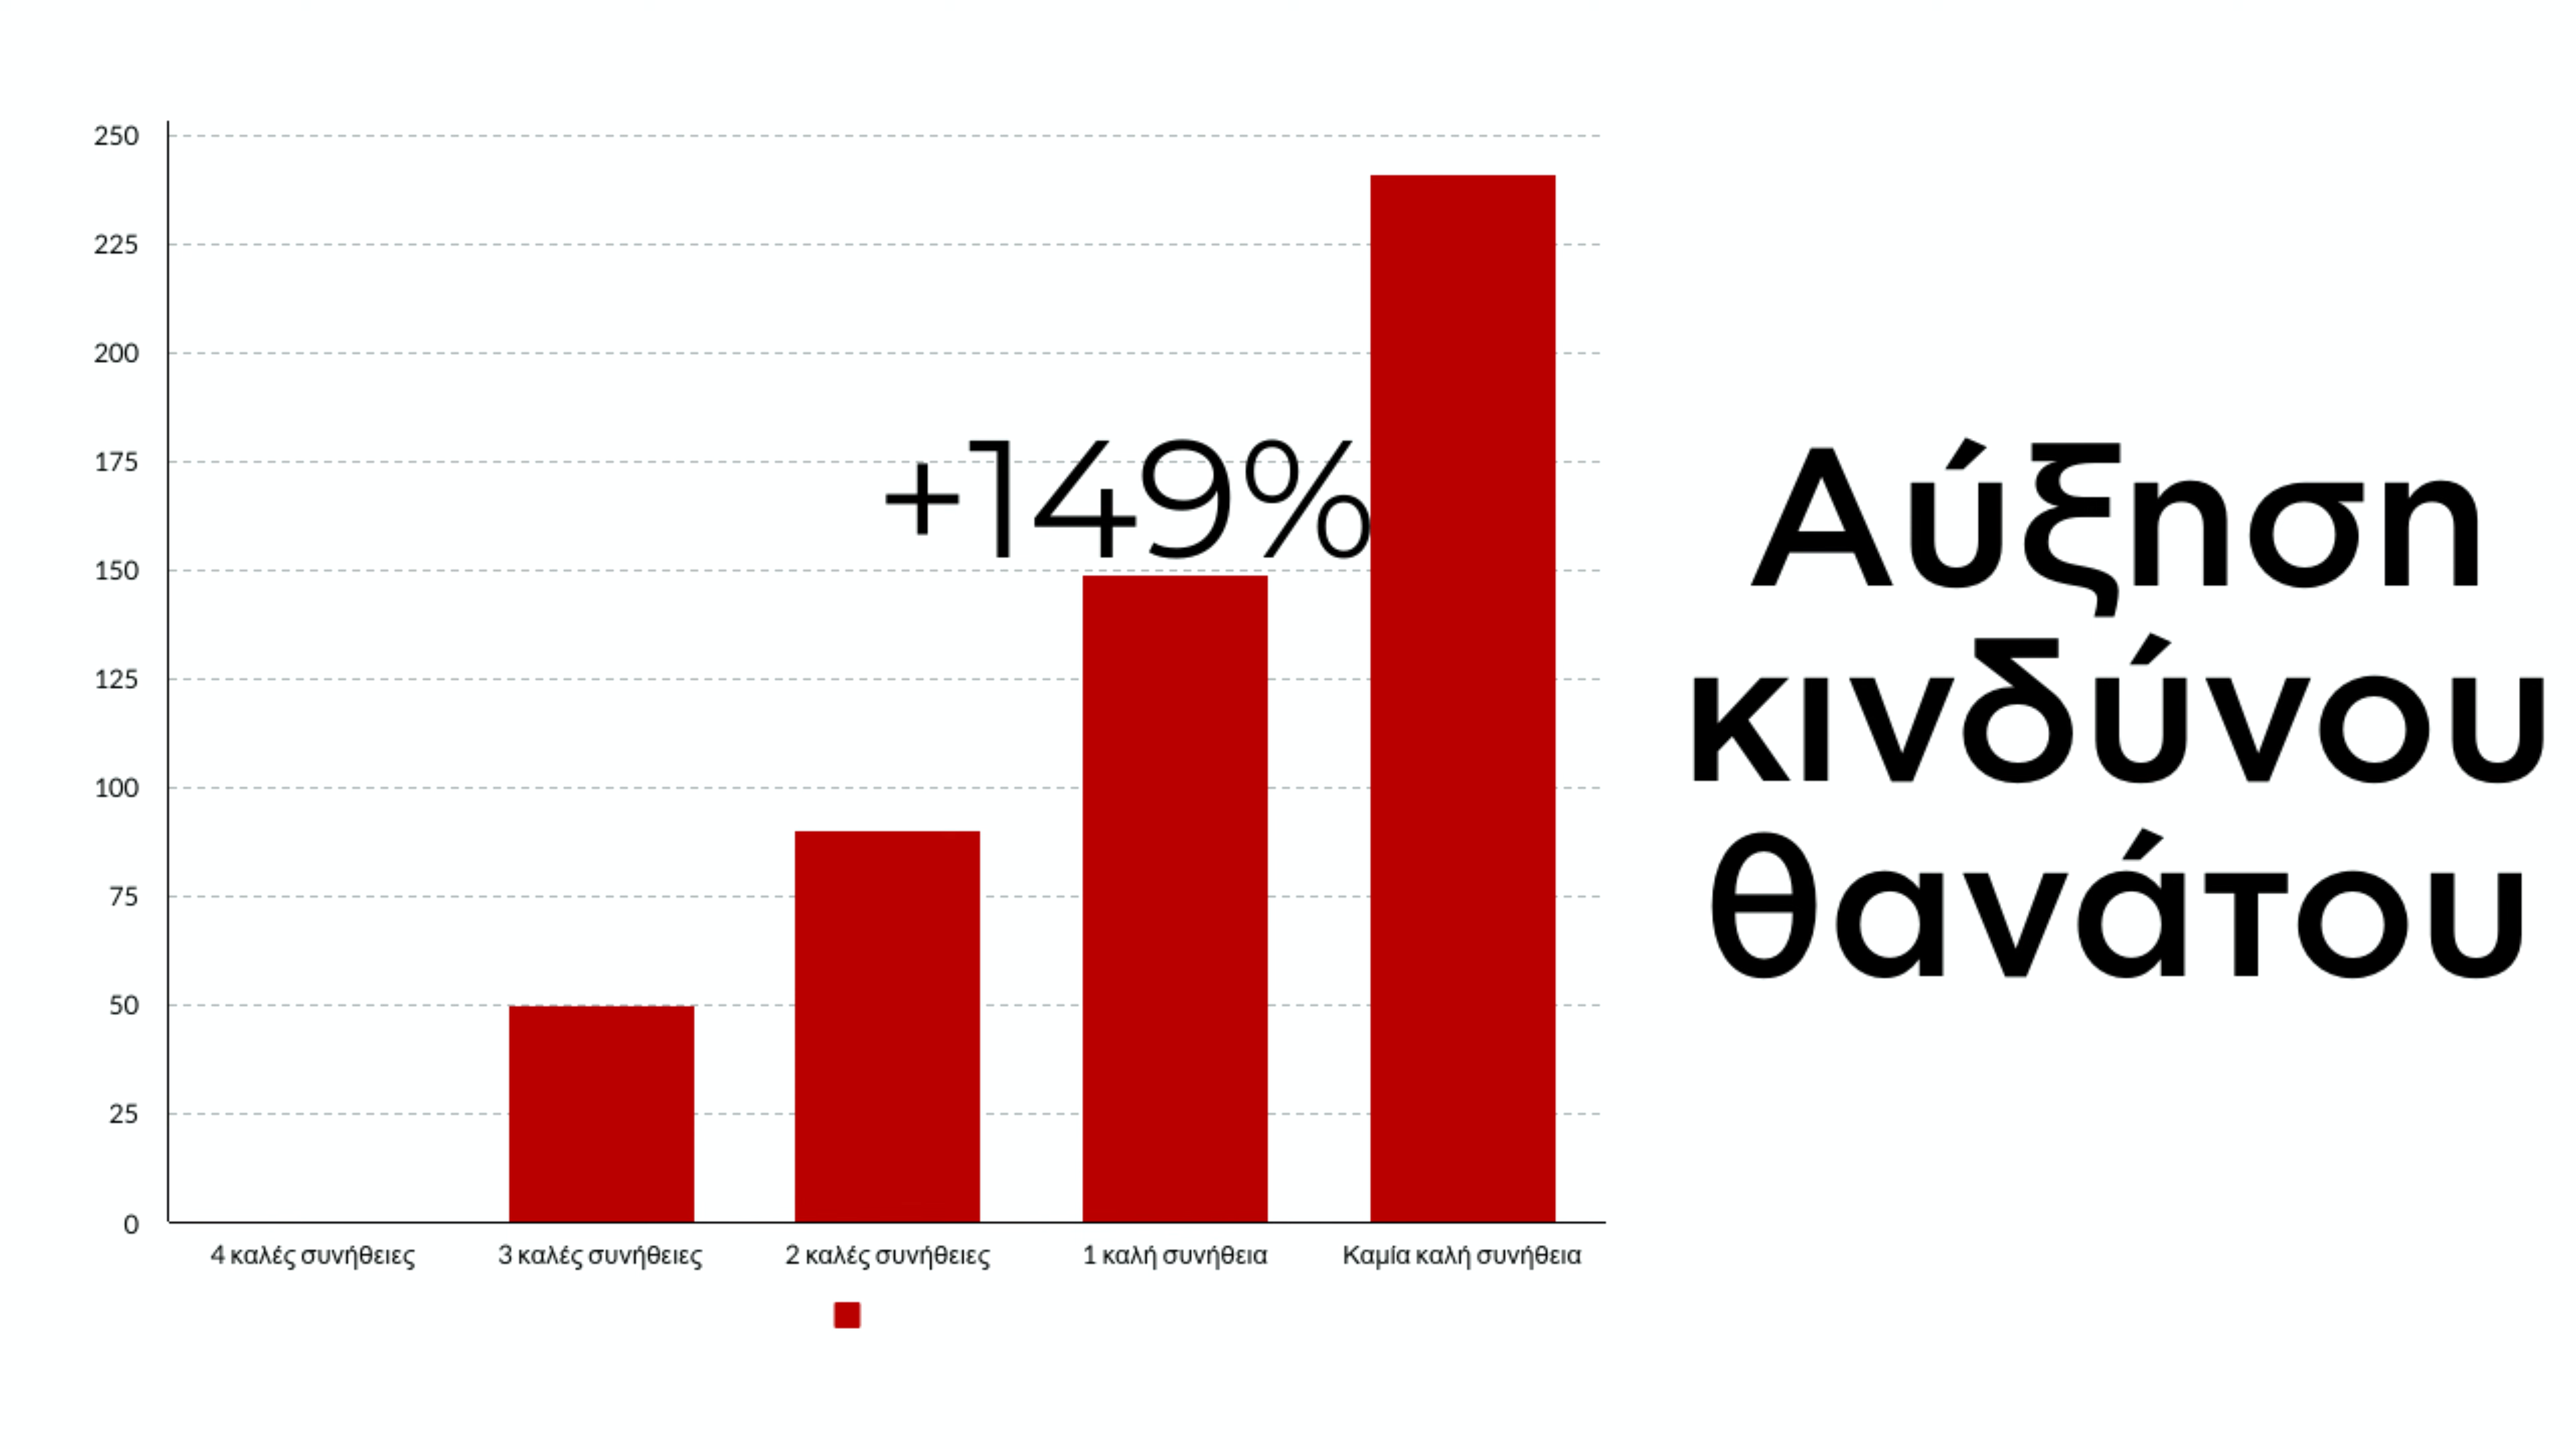 250
225
200
175
150
125
100
75
50
25
0
+149%
4 καλές συνήθειες
3 καλές συνήθειες
2 καλές συνήθειες
1 καλή συνήθεια
Καμία καλή συνήθεια
Αύξηση
κινδύνου
θανάτου